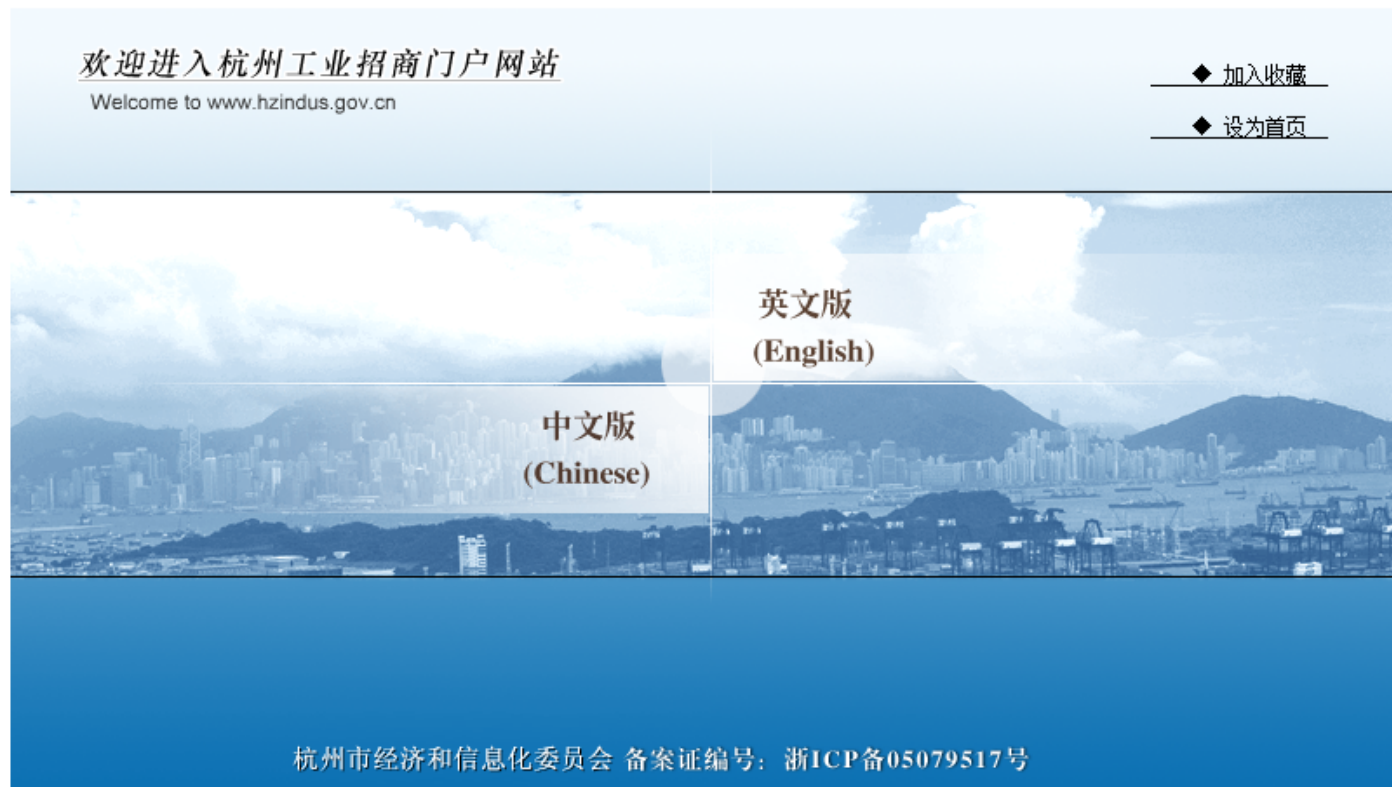 欢迎进入杭州工业招商门户网站
Welcome to www.hzindus.gov.cn
◆ 加入收藏
◆ 设为首页
英文版
(English)
中文版
(Chinese)
杭州市经济和信息化委员会 备案证编号：浙ICP备05079517号